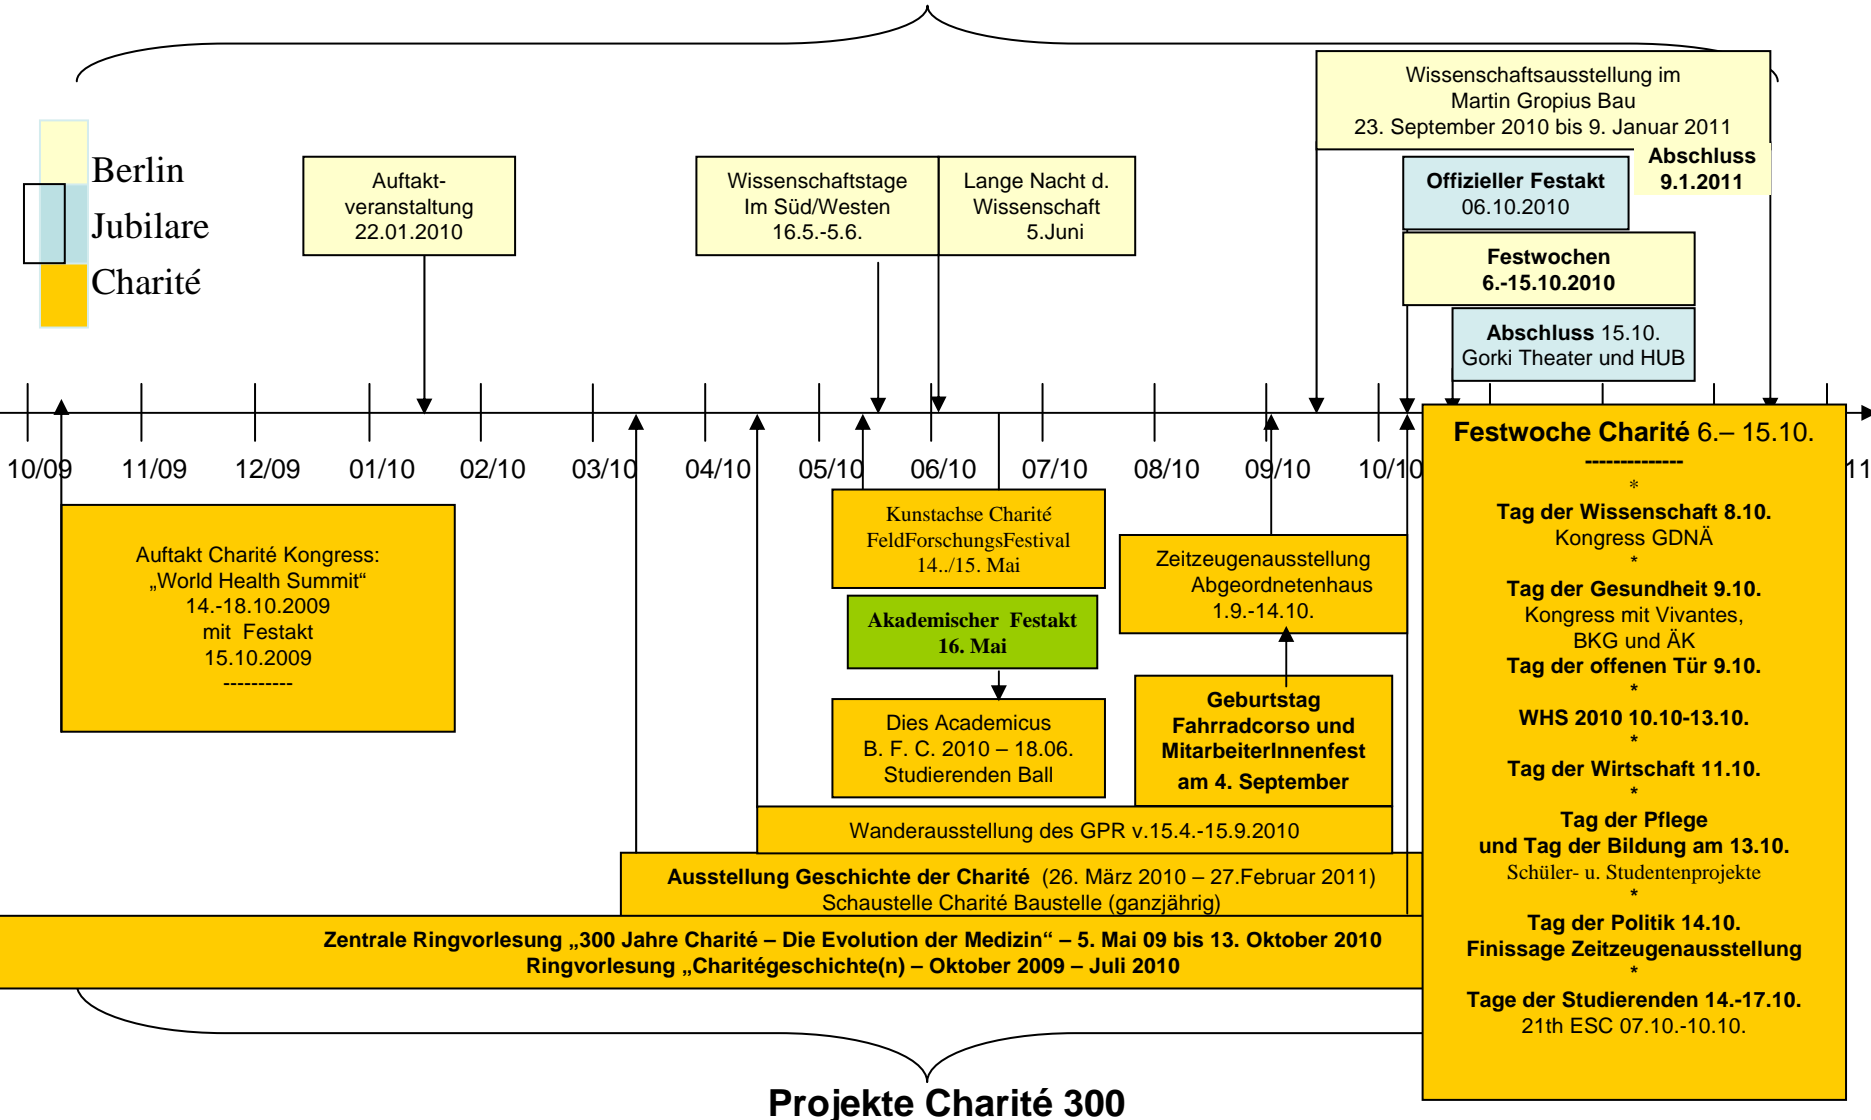 Wissenschaftsausstellung im
Martin Gropius Bau
23. September 2010 bis 9. Januar 2011
Abschluss
9.1.2011
Berlin
Jubilare
Charité
Auftakt-
veranstaltung
22.01.2010
Wissenschaftstage
Im Süd/Westen
16.5.-5.6.
Lange Nacht d.
Wissenschaft
5.Juni
Offizieller Festakt
06.10.2010
Festwochen
6.-15.10.2010
Abschluss 15.10.
Gorki Theater und HUB
10/09 11/09 12/09 01/10 02/10 03/10 04/10 05/10 06/10 07/10 08/10 09/10 10/10 11
Auftakt Charité Kongress:
„World Health Summit“
14.-18.10.2009
mit Festakt
15.10.2009
----------
Kunstachse Charité
FeldForschungsFestival
14../15. Mai
Akademischer Festakt
16. Mai
Dies Academicus
B. F. C. 2010 – 18.06.
Studierenden Ball
Zeitzeugenausstellung
Abgeordnetenhaus
1.9.-14.10.
Geburtstag
Fahrradcorso und
MitarbeiterInnenfest
am 4. September
Wanderausstellung des GPR v.15.4.-15.9.2010
Ausstellung Geschichte der Charité (26. März 2010 – 27.Februar 2011)
Schaustelle Charité Baustelle (ganzjährig)
Zentrale Ringvorlesung „300 Jahre Charité – Die Evolution der Medizin“ – 5. Mai 09 bis 13. Oktober 2010
Ringvorlesung „Charitégeschichte(n) – Oktober 2009 – Juli 2010
Festwoche Charité 6.– 15.10.
--------------
*
Tag der Wissenschaft 8.10.
Kongress GDNÄ
*
Tag der Gesundheit 9.10.
Kongress mit Vivantes,
BKG und ÄK
Tag der offenen Tür 9.10.
*
WHS 2010 10.10-13.10.
*
Tag der Wirtschaft 11.10.
*
Tag der Pflege
und Tag der Bildung am 13.10.
Schüler- u. Studentenprojekte
*
Tag der Politik 14.10.
Finissage Zeitzeugenausstellung
*
Tage der Studierenden 14.-17.10.
21th ESC 07.10.-10.10.
Projekte Charité 300